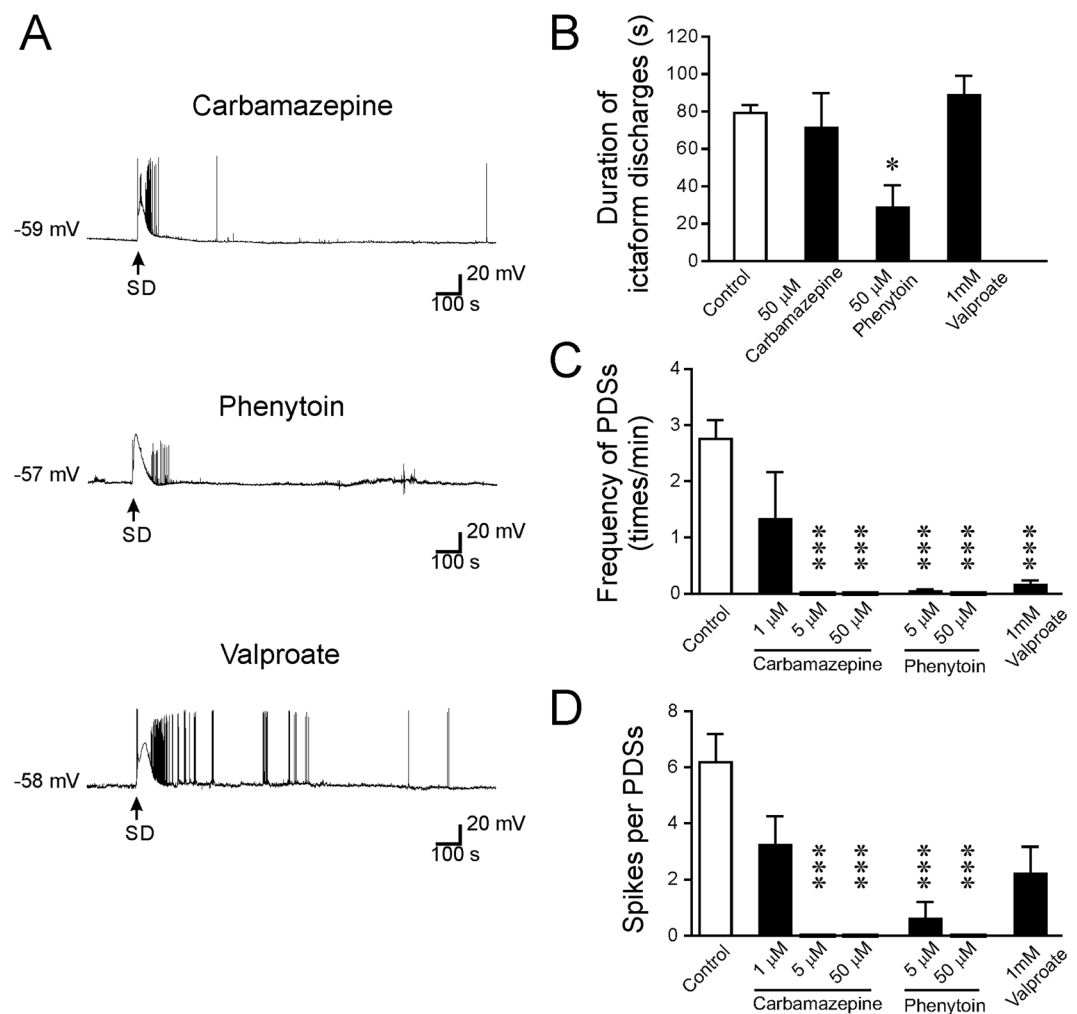 A
Carbamazepine
-59 mV
SD
20 mV
100 s
Phenytoin
-57 mV
SD
20 mV
100 s
Valproate
-58 mV
SD
20 mV
100 s
B
Duration of
ictaform discharges (s)
120
100
80
60
40
20
0
*
Control
50 µM
Carbamazepine
50 µM
Phenytoin
1mM
Valproate
C
Frequency of PDSs
(times/min)
4
3
2
1
0
***
***
***
***
***
Control
1 µM
5 µM
50 µM
5 µM
50 µM
1mM
Valproate
Carbamazepine
Phenytoin
D
Spikes per PDSs
8
6
4
2
0
***
***
***
***
Control
1 µM
5 µM
50 µM
5 µM
50 µM
1mM
Valproate
Carbamazepine
Phenytoin